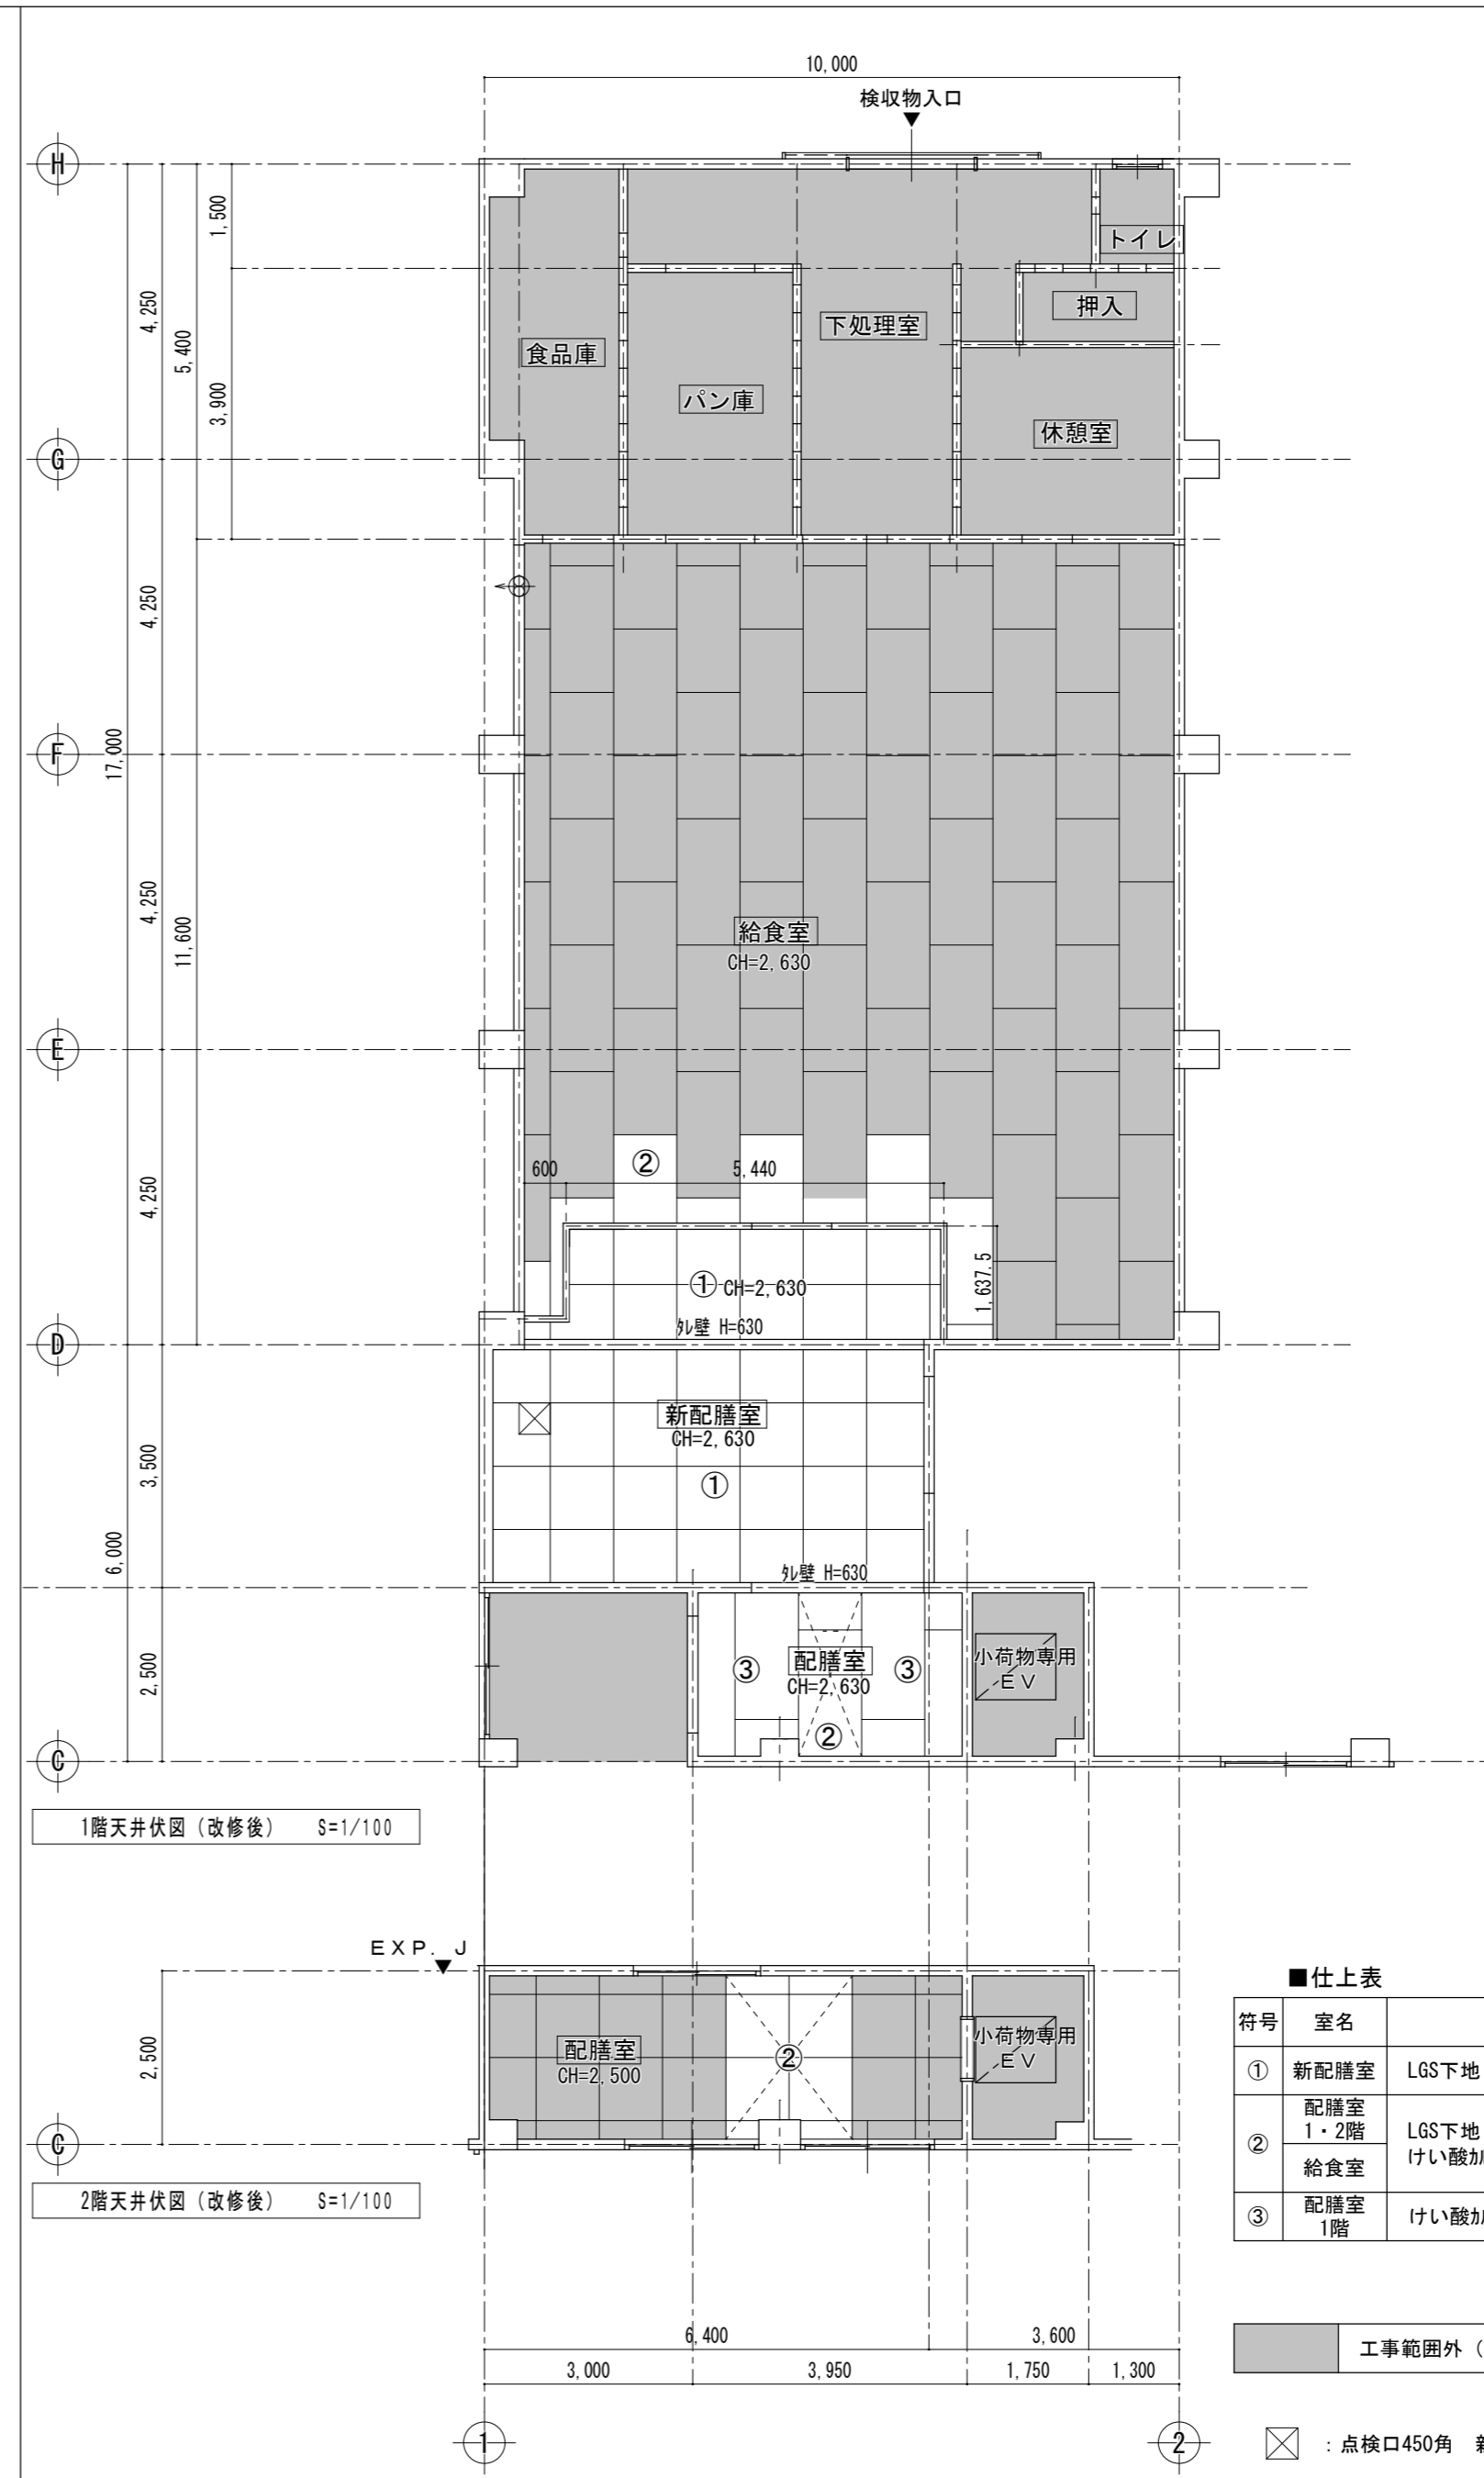 10,000
検収物入口
H
1,500
トイレ
4,250
押入
下処理室
5,400
食品庫
3,900
パン庫
休憩室
G
4,250
17,000
F
4,250
11,600
給食室
CH=2,630
E
②
600
5,440
4,250
1,637.5
① CH=2,630
ﾀﾚ壁 H=630
D
新配膳室
CH=2,630
3,500
①
6,000
ﾀﾚ壁 H=630
2,500
③
配膳室
③
CH=2,630
小荷物専用
EV
②
C
1階天井伏図（改修後） S=1/100
EXP. J
2,500
配膳室
CH=2,500
②
小荷物専用
EV
C
2階天井伏図（改修後） S=1/100
■仕上表
符号 室名
① 新配膳室 LGS下地
② 配膳室
1・2階
給食室
LGS下地
けい酸ｶﾙ
③ 配膳室
1階
けい酸ｶﾙ
6,400
3,600
3,000
3,950
1,750
1,300
工事範囲外（
1
2
：点検口450角